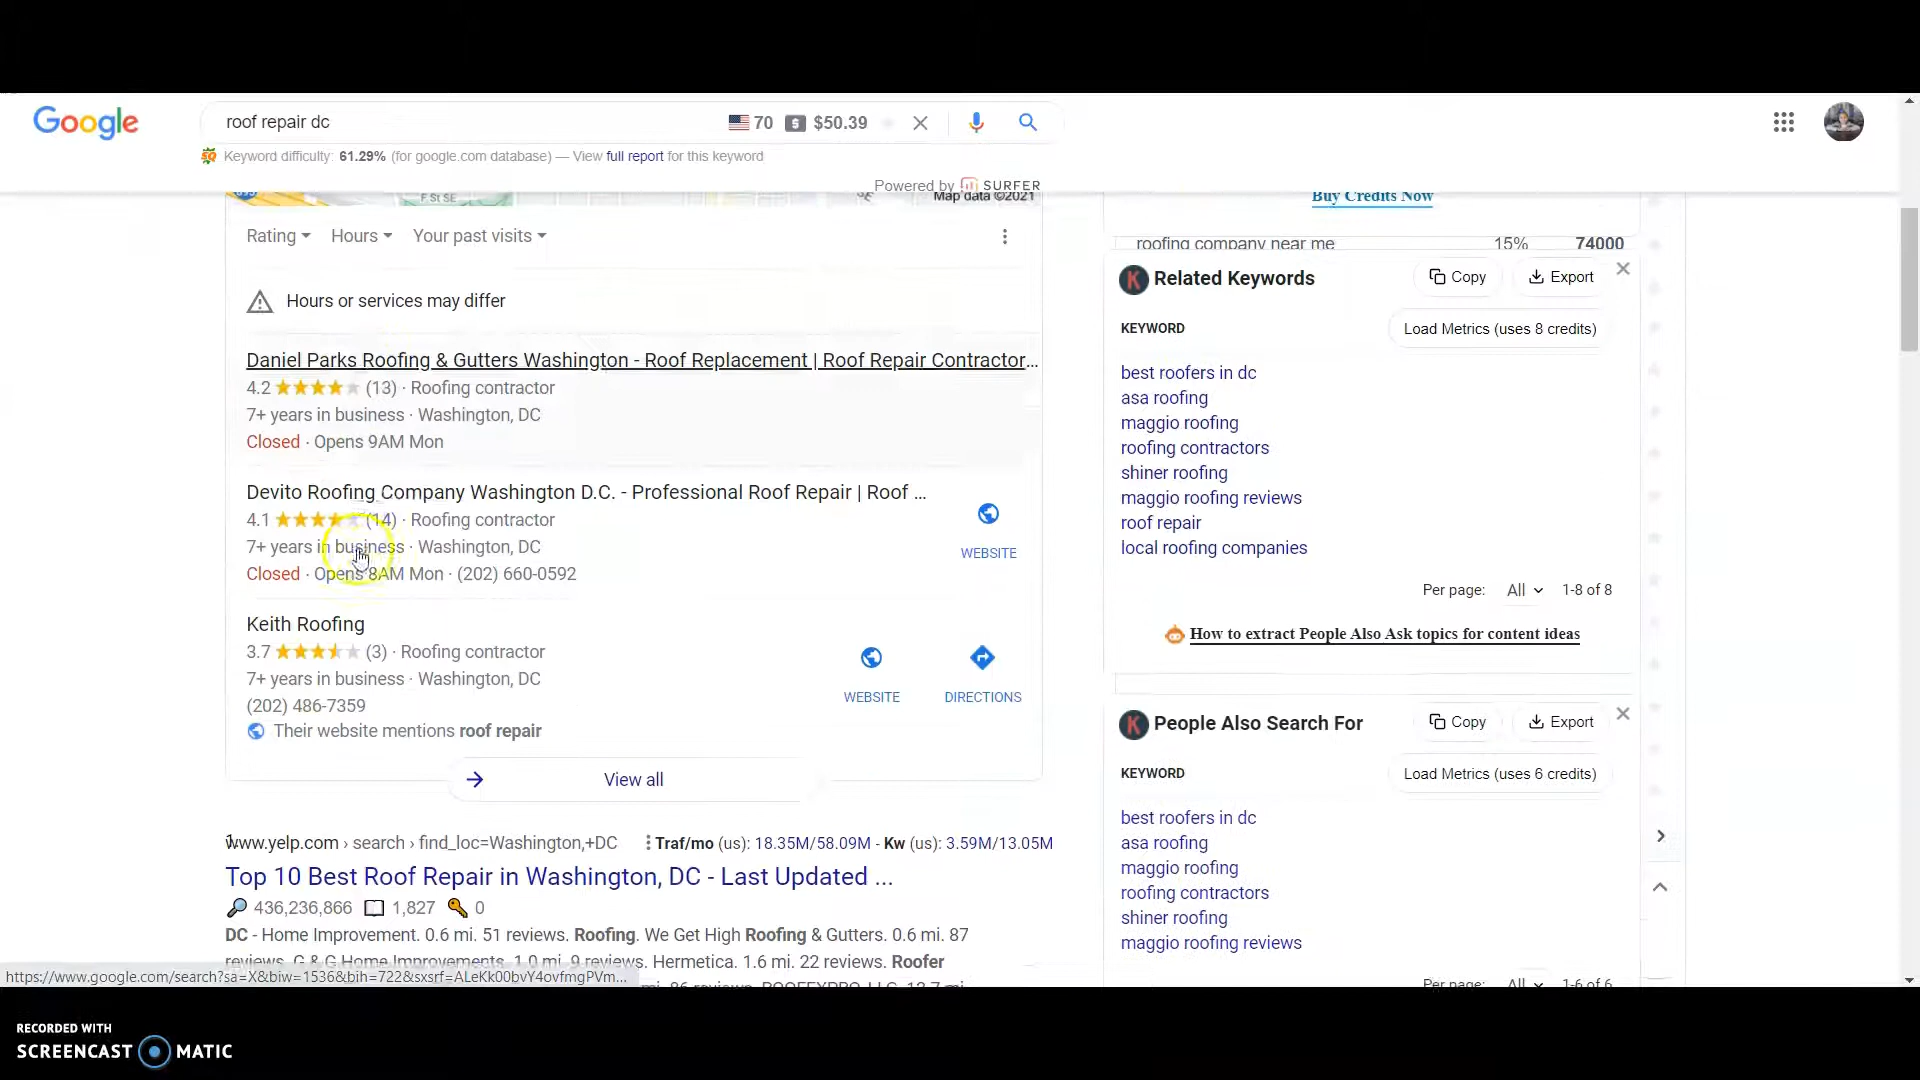 Google
roof repair dc
70 $50.39
Keyword difficulty: 61.29% (for google.com database) — View full report for this keyword
Powered by SURFER
F St SE
Map data ©2021
Rating Hours Your past visits
Hours or services may differ
Daniel Parks Roofing & Gutters Washington - Roof Replacement | Roof Repair Contractor...
4.2 (13) · Roofing contractor
7+ years in business · Washington, DC
Closed · Opens 9AM Mon
Devito Roofing Company Washington D.C. - Professional Roof Repair | Roof ...
4.1 (14) · Roofing contractor
7+ years in business · Washington, DC
Closed · Opens 8AM Mon · (202) 660-0592
WEBSITE
Keith Roofing
3.7 (3) · Roofing contractor
7+ years in business · Washington, DC
(202) 486-7359
Their website mentions roof repair
WEBSITE
DIRECTIONS
View all
1
www.yelp.com › search › find_loc=Washington,+DC
Traf/mo (us): 18.35M/58.09M - Kw (us): 3.59M/13.05M
Top 10 Best Roof Repair in Washington, DC - Last Updated ...
436,236,866 1,827 0
DC - Home Improvement. 0.6 mi. 51 reviews. Roofing. We Get High Roofing & Gutters. 0.6 mi. 87
reviews. G & G Home Improvements. 1.0 mi. 9 reviews. Hermetica. 1.6 mi. 22 reviews. Roofer
https://www.google.com/search?sa=X&biw=1536&bih=722&sxsrf=ALeKk00bvY4ovfmgPVm...
Buy Credits Now
roofing company near me 15% 74000
Related Keywords
Copy
Export
KEYWORD
Load Metrics (uses 8 credits)
best roofers in dc
asa roofing
maggio roofing
roofing contractors
shiner roofing
maggio roofing reviews
roof repair
local roofing companies
Per page: All 1-8 of 8
How to extract People Also Ask topics for content ideas
People Also Search For
Copy
Export
KEYWORD
Load Metrics (uses 6 credits)
best roofers in dc
asa roofing
maggio roofing
roofing contractors
shiner roofing
maggio roofing reviews
Per page: All 1-6 of 6
RECORDED WITH
SCREENCAST MATIC